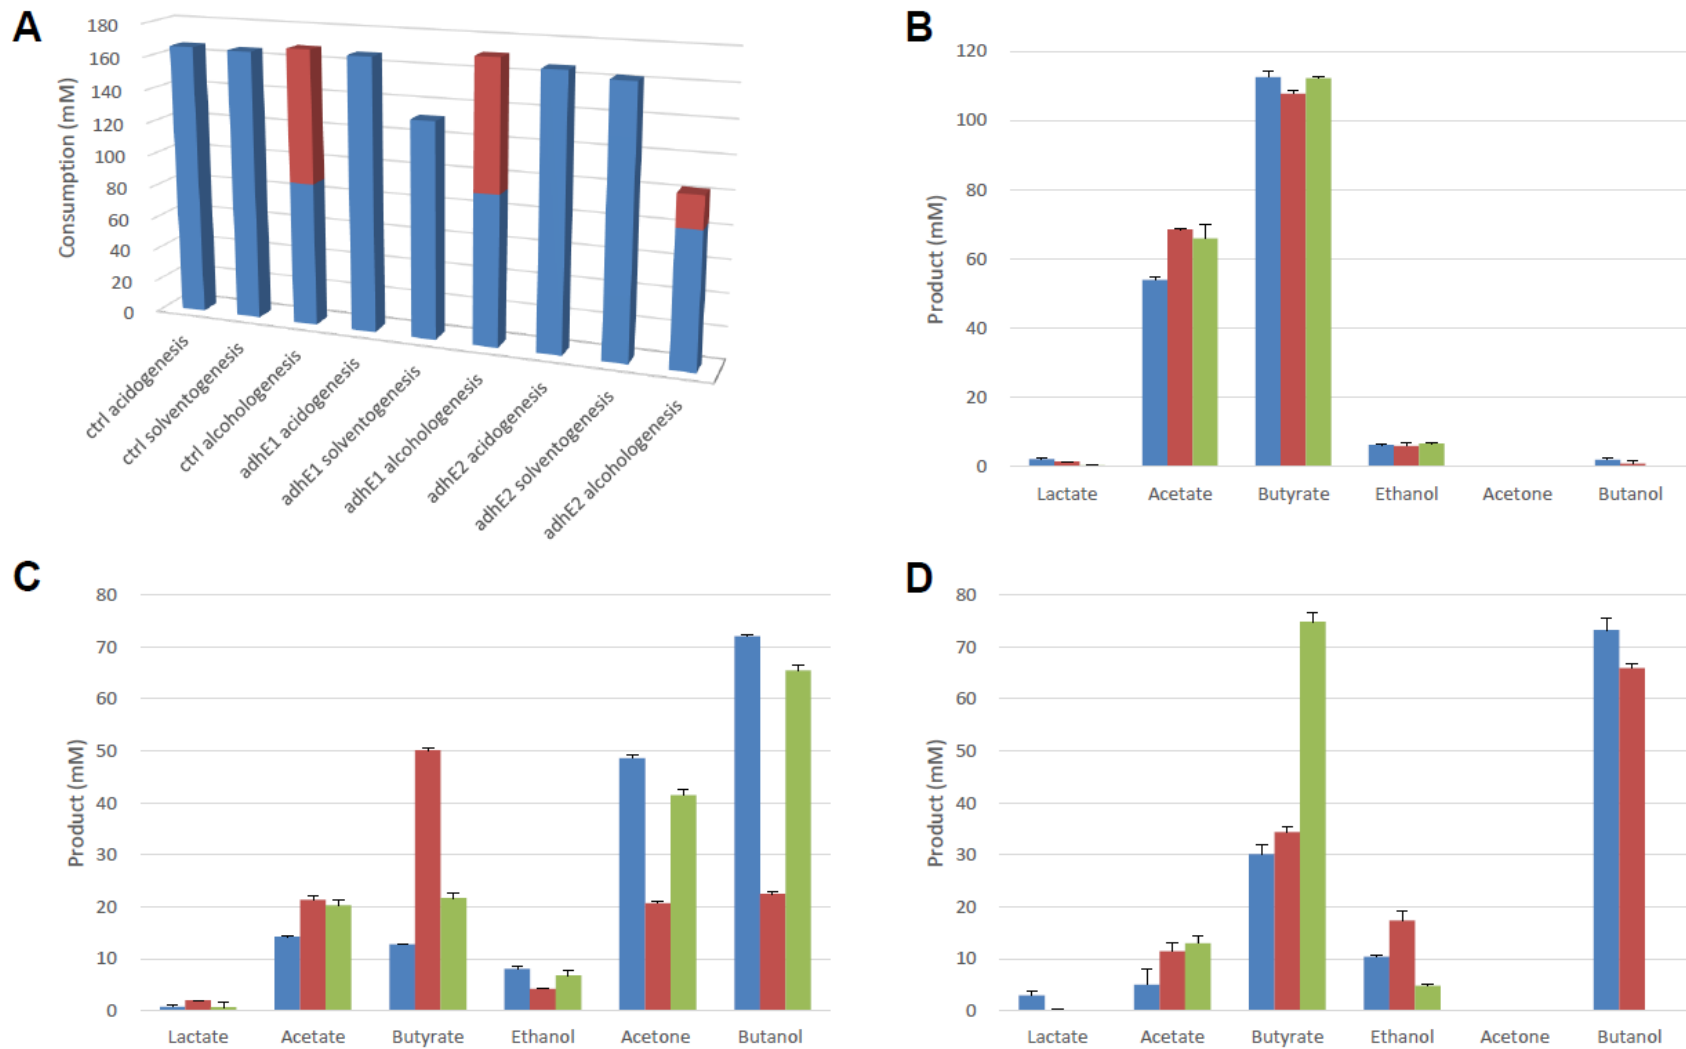 A
180
160
140
120
100
80
60
40
20
0
Consumption (mM)
ctrl acidogenesis
ctrl solventogenesis
ctrl alcohologenesis
adhE1 acidogenesis
adhE1 solventogenesis
adhE1 alcohologenesis
adhE2 acidogenesis
adhE2 solventogenesis
adhE2 alcohologenesis
B
120
100
80
60
40
20
0
Product (mM)
Lactate Acetate Butyrate Ethanol Acetone Butanol
C
80
70
60
50
40
30
20
10
0
Product (mM)
Lactate Acetate Butyrate Ethanol Acetone Butanol
D
80
70
60
50
40
30
20
10
0
Product (mM)
Lactate Acetate Butyrate Ethanol Acetone Butanol